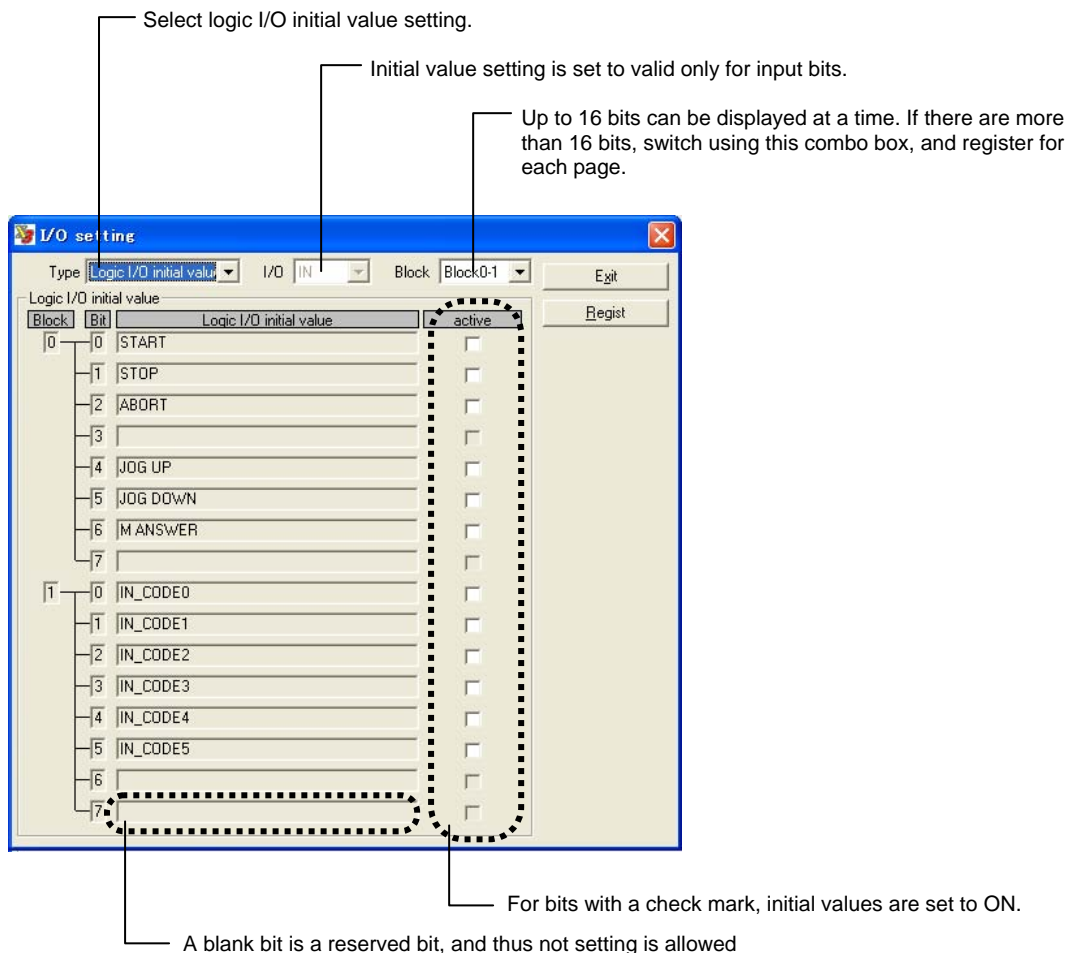 Select logic I/O initial value setting.
Initial value setting is set to valid only for input bits.
Up to 16 bits can be displayed at a time. If there are more
than 16 bits, switch using this combo box, and register for
each page.
I/O setting
Type Logic I/O initial valu I/O IN Block Block0-1 Exit
Logic I/O initial value
Regist
Block Bit Logic I/O initial value active
0 0 START
1 STOP
2 ABORT
3
4 JOG UP
5 JOG DOWN
6 M ANSWER
7
1 0 IN_CODE0
1 IN_CODE1
2 IN_CODE2
3 IN_CODE3
4 IN_CODE4
5 IN_CODE5
6
7
For bits with a check mark, initial values are set to ON.
A blank bit is a reserved bit, and thus not setting is allowed